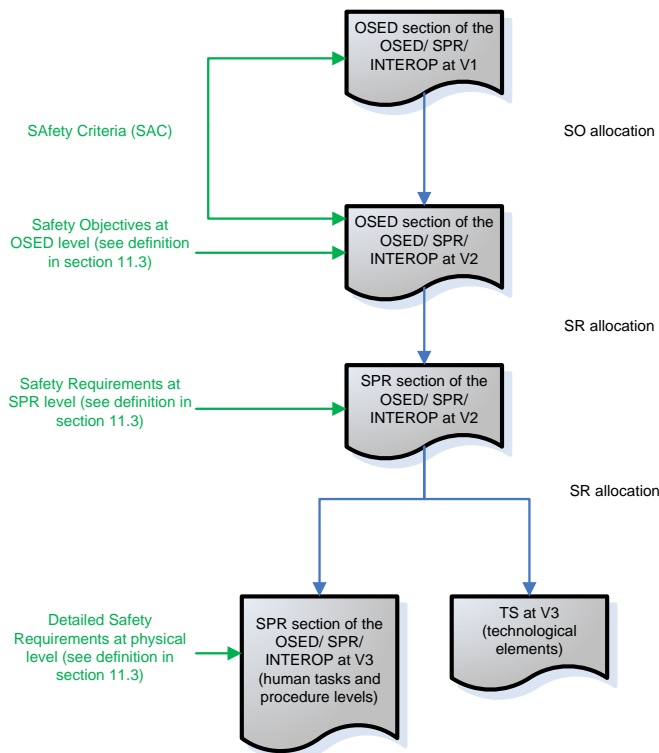 OSED section of the
OSED/ SPR/
INTEROP at V1
SAfety Criteria (SAC)
SO allocation
Safety Objectives at
OSED level (see definition
in section 11.3)
OSED section of the
OSED/ SPR/
INTEROP at V2
SR allocation
Safety Requirements at
SPR level (see definition in
section 11.3)
SPR section of the
OSED/ SPR/
INTEROP at V2
SR allocation
Detailed Safety
Requirements at physical
level (see definition in
section 11.3)
SPR section of the
OSED/ SPR/
INTEROP at V3
(human tasks and
procedure levels)
TS at V3
(technological
elements)